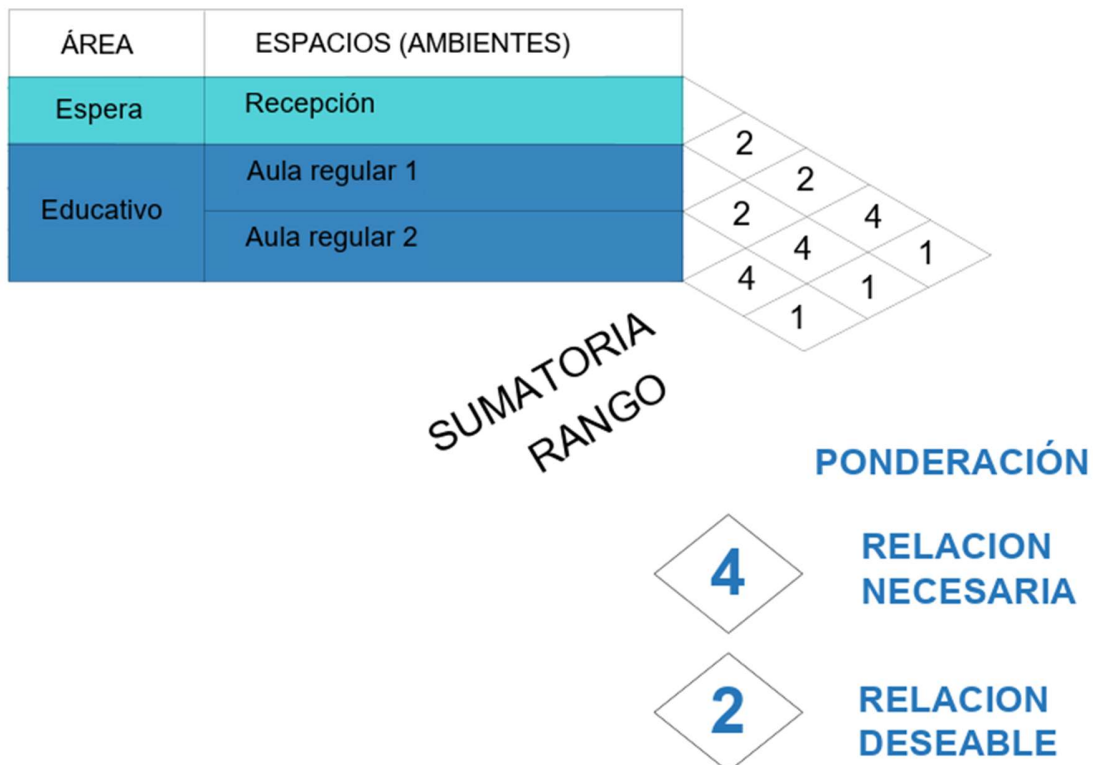 ÁREA ESPACIOS (AMBIENTES)
Espera Recepción
Educativo
Aula regular 1
Aula regular 2
2
2
2 4
4 1
4 1
1
SUMATORIA
RANGO
PONDERACIÓN
4 RELACION
NECESARIA
2 RELACION
DESEABLE